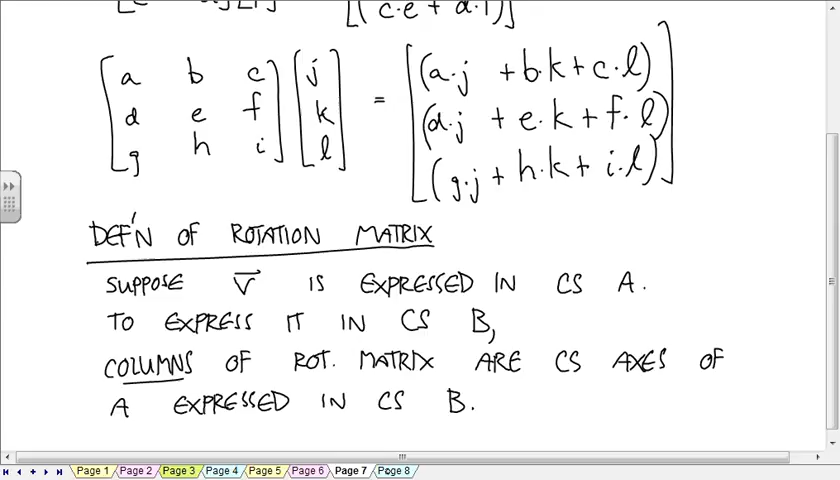 (c·e + d·f)
a b c j (a·j + b·k + c·l)
d e f k = (d·j + e·k + f·l)
g h i l (g·j + h·k + i·l)
DEF'N OF ROTATION MATRIX
SUPPOSE V IS EXPRESSED IN CS A.
TO EXPRESS IT IN CS B,
COLUMNS OF ROT. MATRIX ARE CS AXES OF
A EXPRESSED IN CS B.
Page 1 Page 2 Page 3 Page 4 Page 5 Page 6 Page 7 Page 8